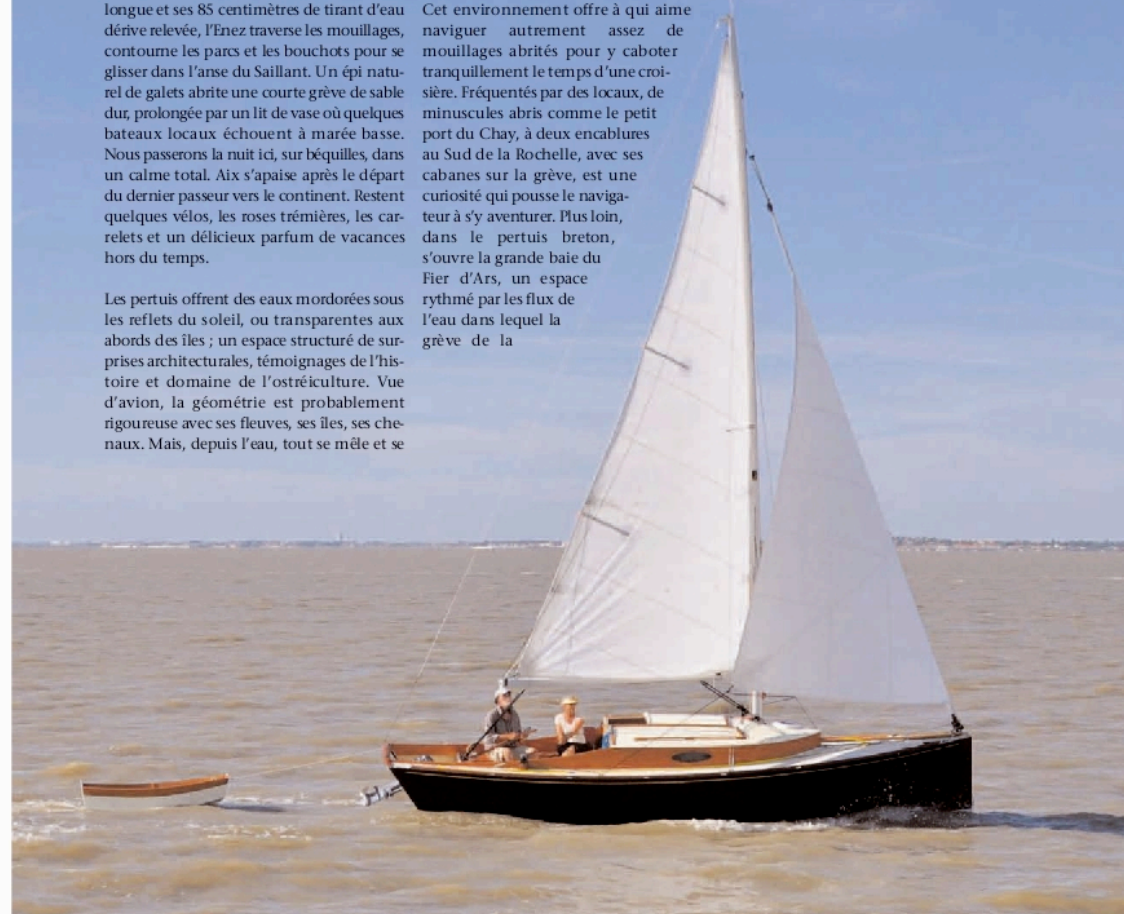 longue et ses 85 centimètres de tirant d'eau
dérive relevée, l'Enez traverse les mouillages,
contourne les parcs et les bouchots pour se
glisser dans l'anse du Saillant. Un épi natu-
rel de galets abrite une courte grève de sable
dur, prolongée par un lit de vase où quelques
bateaux locaux échouent à marée basse.
Nous passerons la nuit ici, sur béquilles, dans
un calme total. Aix s'apaise après le départ
du dernier passeur vers le continent. Restent
quelques vélos, les roses trémières, les car-
relets et un délicieux parfum de vacances
hors du temps.
Les pertuis offrent des eaux mordorées sous
les reflets du soleil, ou transparentes aux
abords des îles ; un espace structuré de sur-
prises architecturales, témoignages de l'his-
toire et domaine de l'ostréiculture. Vue
d'avion, la géométrie est probablement
rigoureuse avec ses fleuves, ses îles, ses che-
naux. Mais, depuis l'eau, tout se mêle et se
Cet environnement offre à qui aime
naviguer autrement assez de
mouillages abrités pour y caboter
tranquillement le temps d'une croi-
sière. Fréquentés par des locaux, de
minuscules abris comme le petit
port du Chay, à deux encablures
au Sud de la Rochelle, avec ses
cabanes sur la grève, est une
curiosité qui pousse le naviga-
teur à s'y aventurer. Plus loin,
dans le pertuis breton,
s'ouvre la grande baie du
Fier d'Ars, un espace
rythmé par les flux de
l'eau dans lequel la
grève de la